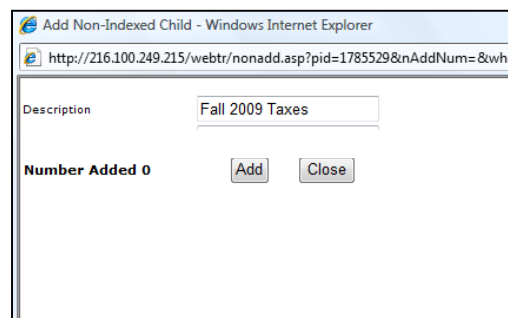 Add Non-Indexed Child - Windows Internet Explorer
http://216.100.249.215/webtr/nonadd.asp?pid=1785529&nAddNum=&wh
Description Fall 2009 Taxes
Number Added 0 Add Close